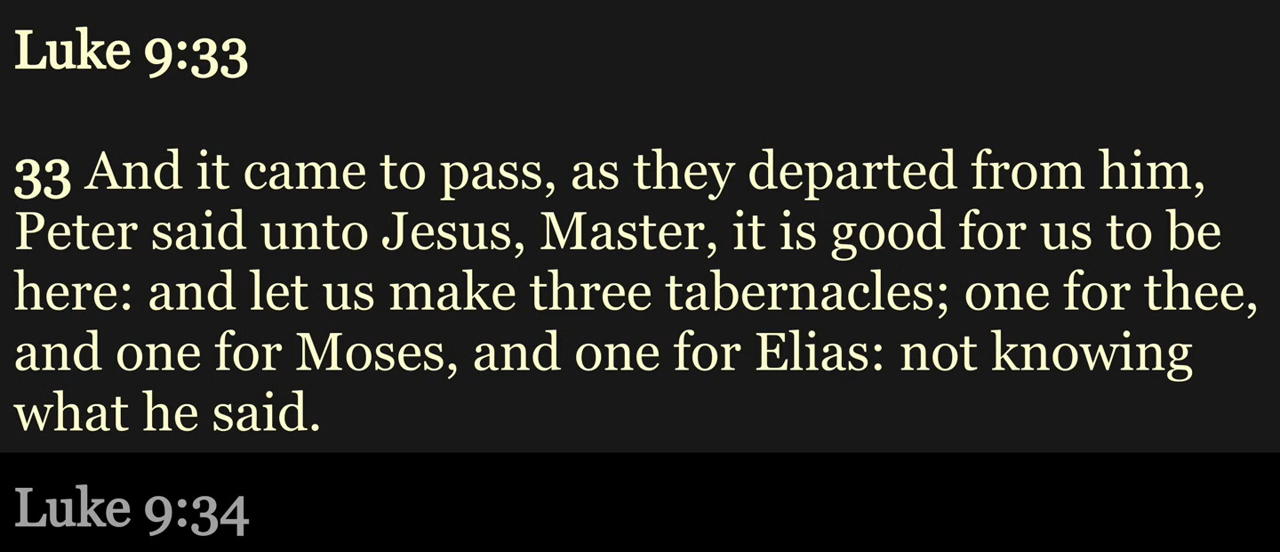 Luke 9:33
33 And it came to pass, as they departed from him,
Peter said unto Jesus, Master, it is good for us to be
here: and let us make three tabernacles; one for thee,
and one for Moses, and one for Elias: not knowing
what he said.
Luke 9:34